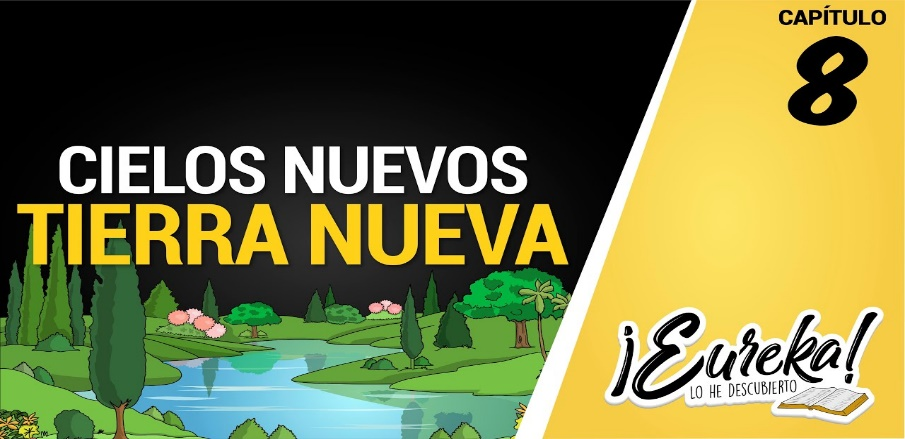 CIELOS NUEVOS
TIERRA NUEVA
CAPÍTULO
8
¡Eureka!
LO HE DESCUBIERTO